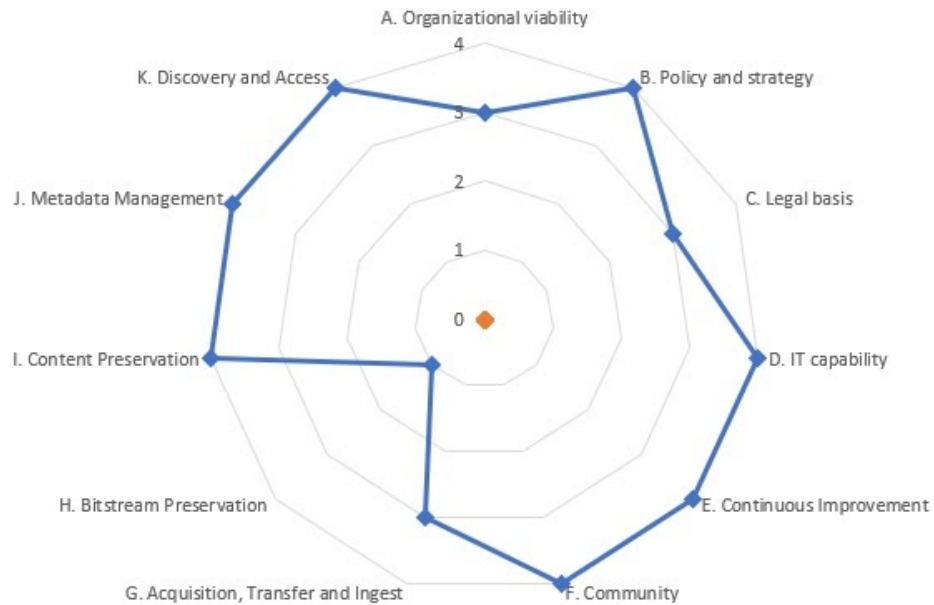 A. Organizational viability
4
K. Discovery and Access
B. Policy and strategy
3
2
J. Metadata Management
C. Legal basis
1
0
I. Content Preservation
D. IT capability
H. Bitstream Preservation
E. Continuous Improvement
G. Acquisition, Transfer and Ingest
F. Community